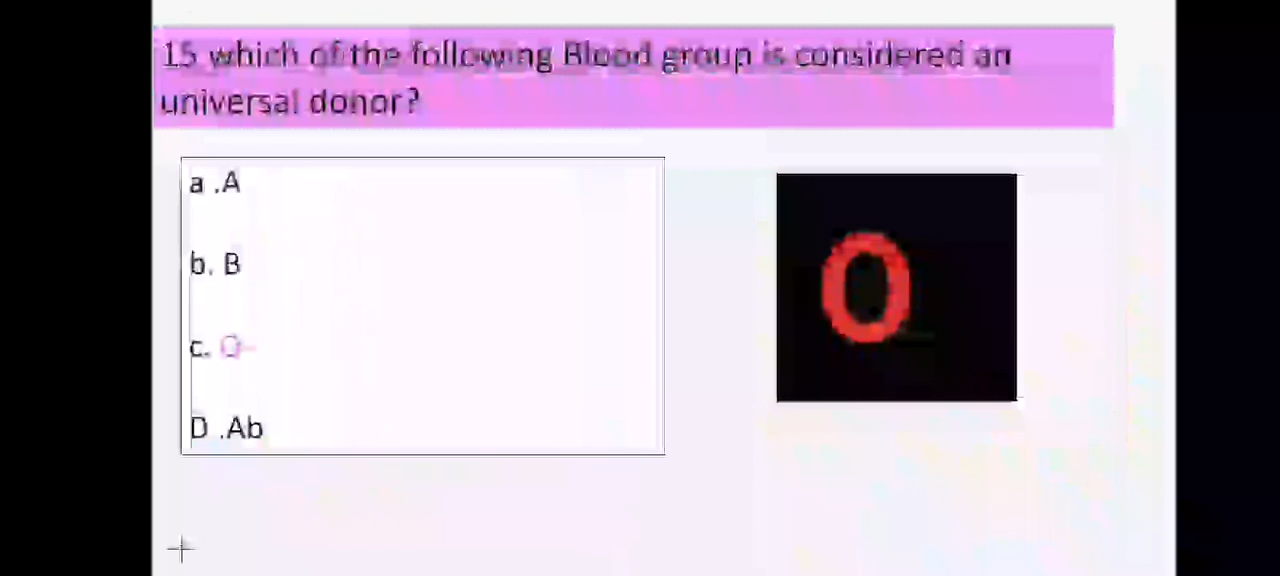 15 which of the following Blood group is considered an
universal donor?
a .A
b. B
c. O-
D .Ab
O